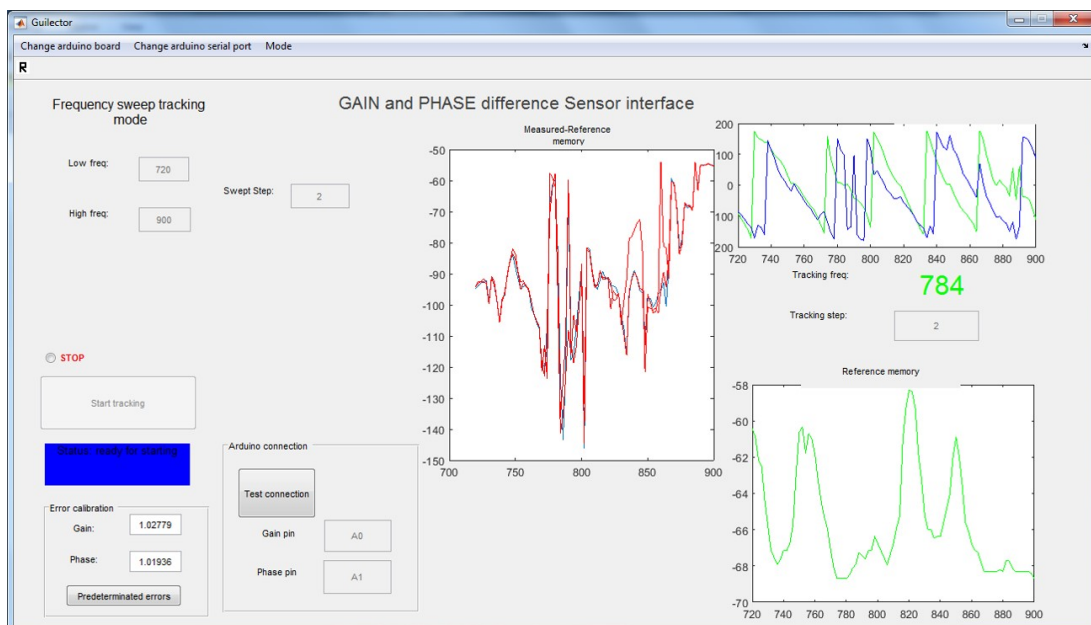 Guilector
Change arduino board Change arduino serial port Mode
R
Frequency sweep tracking
mode
Low freq:
720
Swept Step:
2
High freq:
900
STOP
Start tracking
Status: ready for starting
Error calibration
Gain:
1.02779
Phase:
1.01936
Predeterminated errors
Arduino connection
Test connection
Gain pin
A0
Phase pin
A1
GAIN and PHASE difference Sensor interface
Measured-Reference
memory
-50
-60
-70
-80
-90
-100
-110
-120
-130
-140
-150
700 750 800 850 900
200
100
0
100
200
720 740 760 780 800 820 840 860 880 900
Tracking freq:
784
Tracking step:
2
Reference memory
-58
-60
-62
-64
-66
-68
-70
720 740 760 780 800 820 840 860 880 900